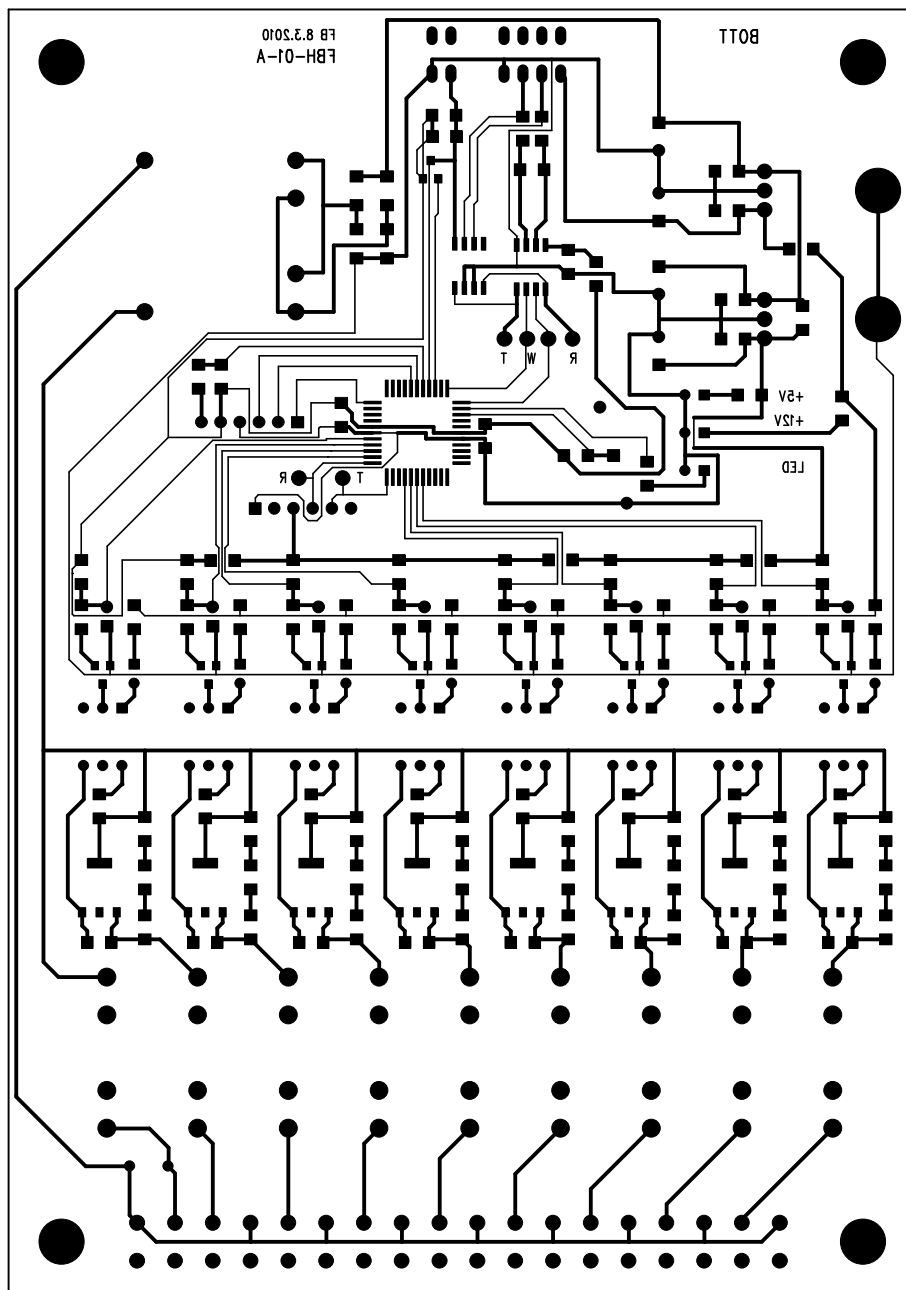 FB 8.3.2010
FBH-01-A
BOTT
T W R
+5V
+12V
LED
R T